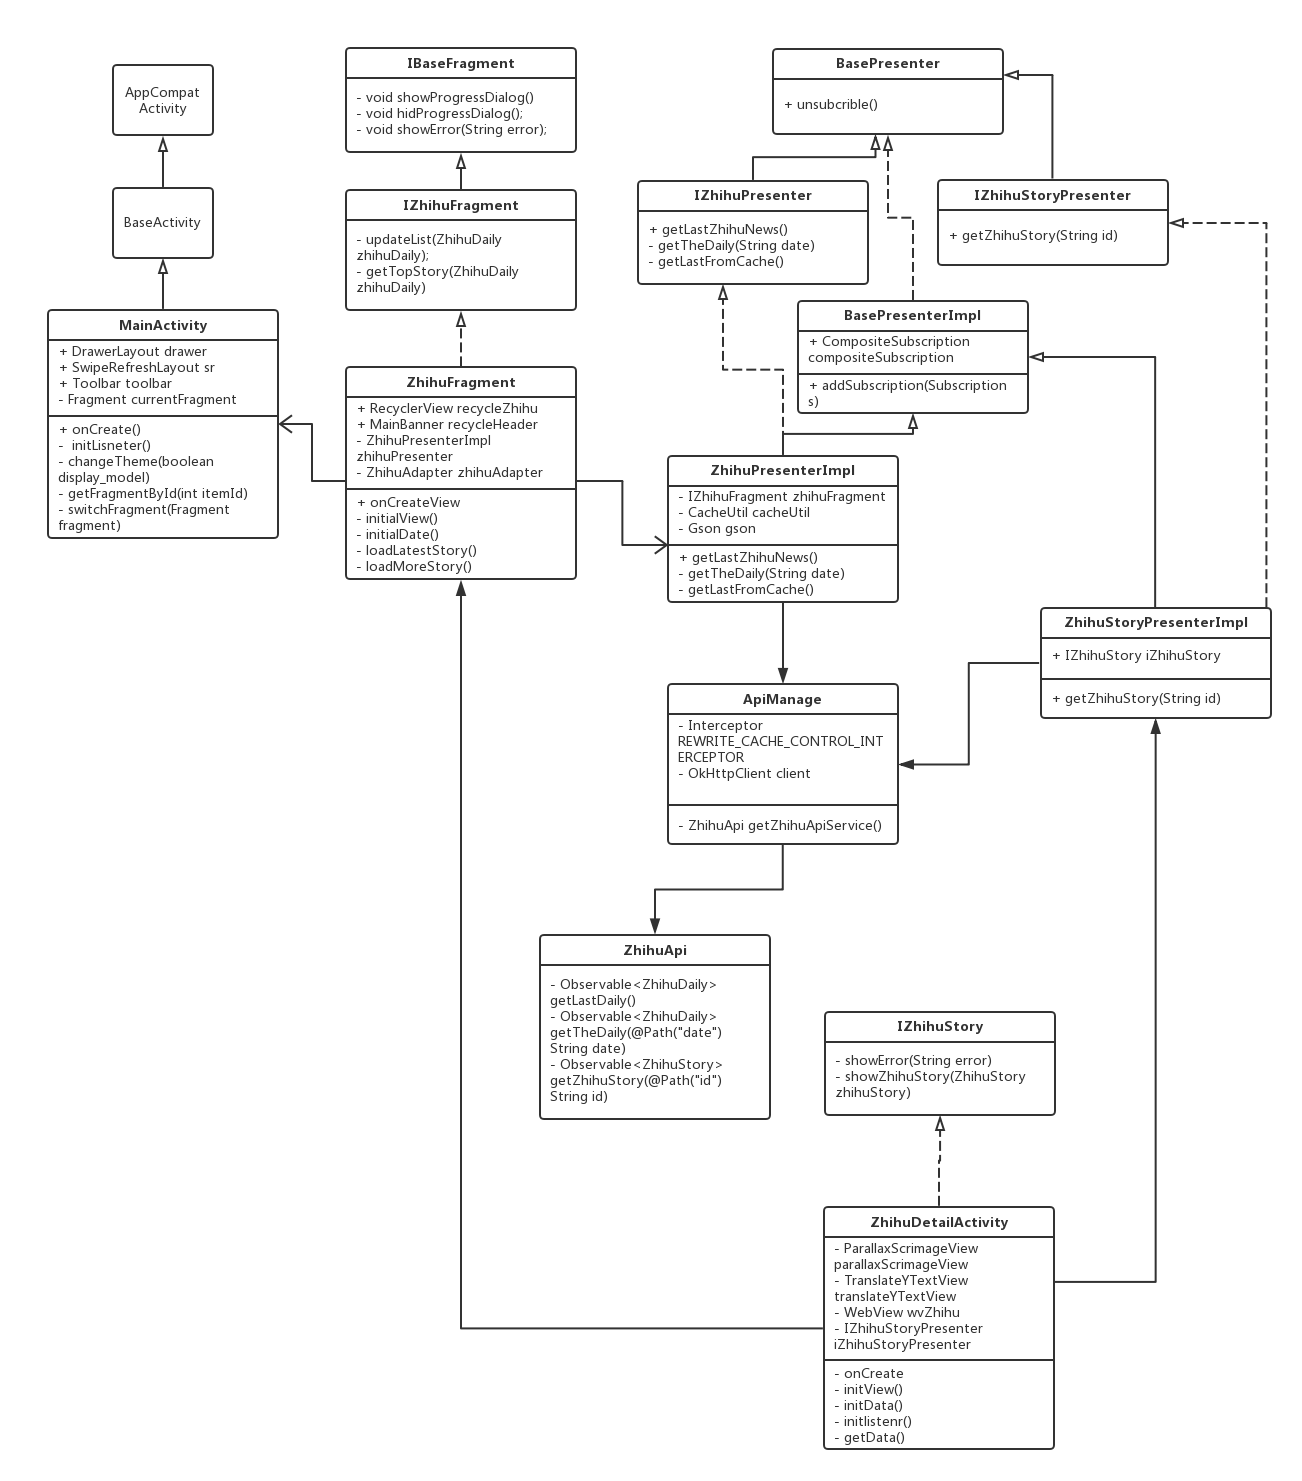 AppCompat
Activity
BaseActivity
MainActivity
+ DrawerLayout drawer
+ SwipeRefreshLayout sr
+ Toolbar toolbar
- Fragment currentFragment
+ onCreate()
-  initLisneter()
- changeTheme(boolean
display_model)
- getFragmentById(int itemId)
- switchFragment(Fragment
fragment)
IBaseFragment
- void showProgressDialog()
- void hidProgressDialog();
- void showError(String error);
IZhihuFragment
- updateList(ZhihuDaily
zhihuDaily);
- getTopStory(ZhihuDaily
zhihuDaily)
ZhihuFragment
+ RecyclerView recycleZhihu
+ MainBanner recycleHeader
- ZhihuPresenterImpl
zhihuPresenter
- ZhihuAdapter zhihuAdapter
+ onCreateView
- initialView()
- initialDate()
- loadLatestStory()
- loadMoreStory()
BasePresenter
+ unsubcrible()
IZhihuPresenter
+ getLastZhihuNews()
- getTheDaily(String date)
- getLastFromCache()
IZhihuStoryPresenter
+ getZhihuStory(String id)
BasePresenterImpl
+ CompositeSubscription
compositeSubscription
+ addSubscription(Subscription
s)
ZhihuPresenterImpl
- IZhihuFragment zhihuFragment
- CacheUtil cacheUtil
- Gson gson
+ getLastZhihuNews()
- getTheDaily(String date)
- getLastFromCache()
ZhihuStoryPresenterImpl
+ IZhihuStory iZhihuStory
+ getZhihuStory(String id)
ApiManage
- Interceptor
REWRITE_CACHE_CONTROL_INT
ERCEPTOR
- OkHttpClient client
- ZhihuApi getZhihuApiService()
ZhihuApi
- Observable<ZhihuDaily>
getLastDaily()
- Observable<ZhihuDaily>
getTheDaily(@Path("date")
String date)
- Observable<ZhihuStory>
getZhihuStory(@Path("id")
String id)
IZhihuStory
- showError(String error)
- showZhihuStory(ZhihuStory
zhihuStory)
ZhihuDetailActivity
- ParallaxScrimageView
parallaxScrimageView
- TranslateYTextView
translateYTextView
- WebView wvZhihu
- IZhihuStoryPresenter
iZhihuStoryPresenter
- onCreate
- initView()
- initData()
- initlistenr()
- getData()